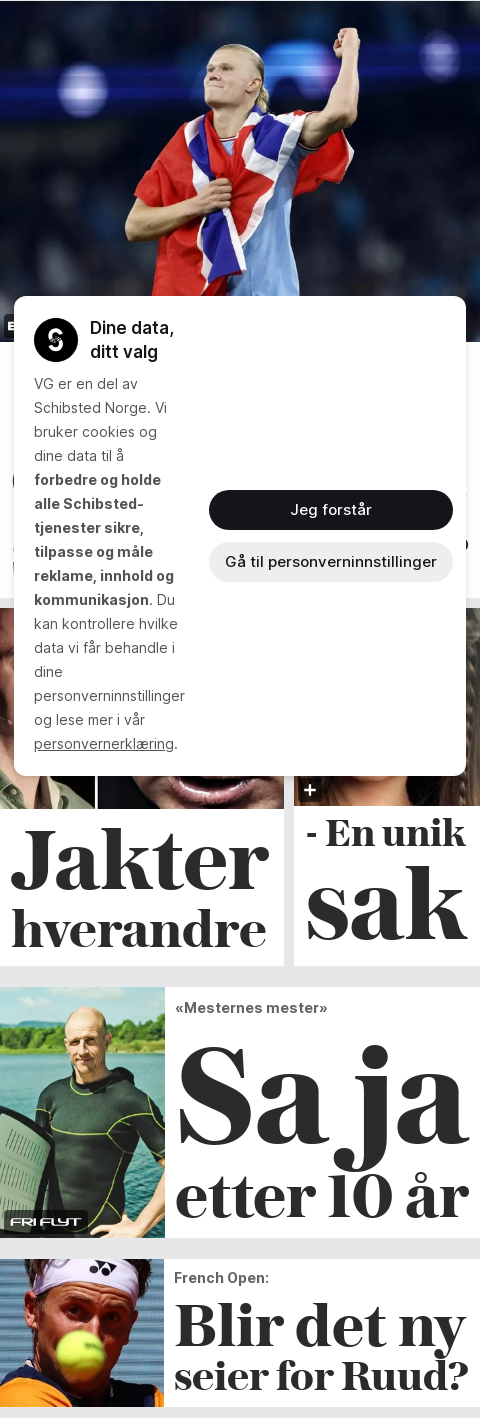 Dine data,
ditt valg
VG er en del av
Schibsted Norge. Vi
bruker cookies og
dine data til å
forbedre og holde
alle Schibsted-
tjenester sikre,
tilpasse og måle
reklame, innhold og
kommunikasjon. Du
kan kontrollere hvilke
data vi får behandle i
dine
personverninnstillinger
og lese mer i vår
personvernerklæring.
Jeg forstår
Gå til personverninnstillinger
Jakter
hverandre
- En unik
sak
«Mesternes mester»
Sa ja
etter 10 år
FRI FLYT
French Open:
Blir det ny
seier for Ruud?